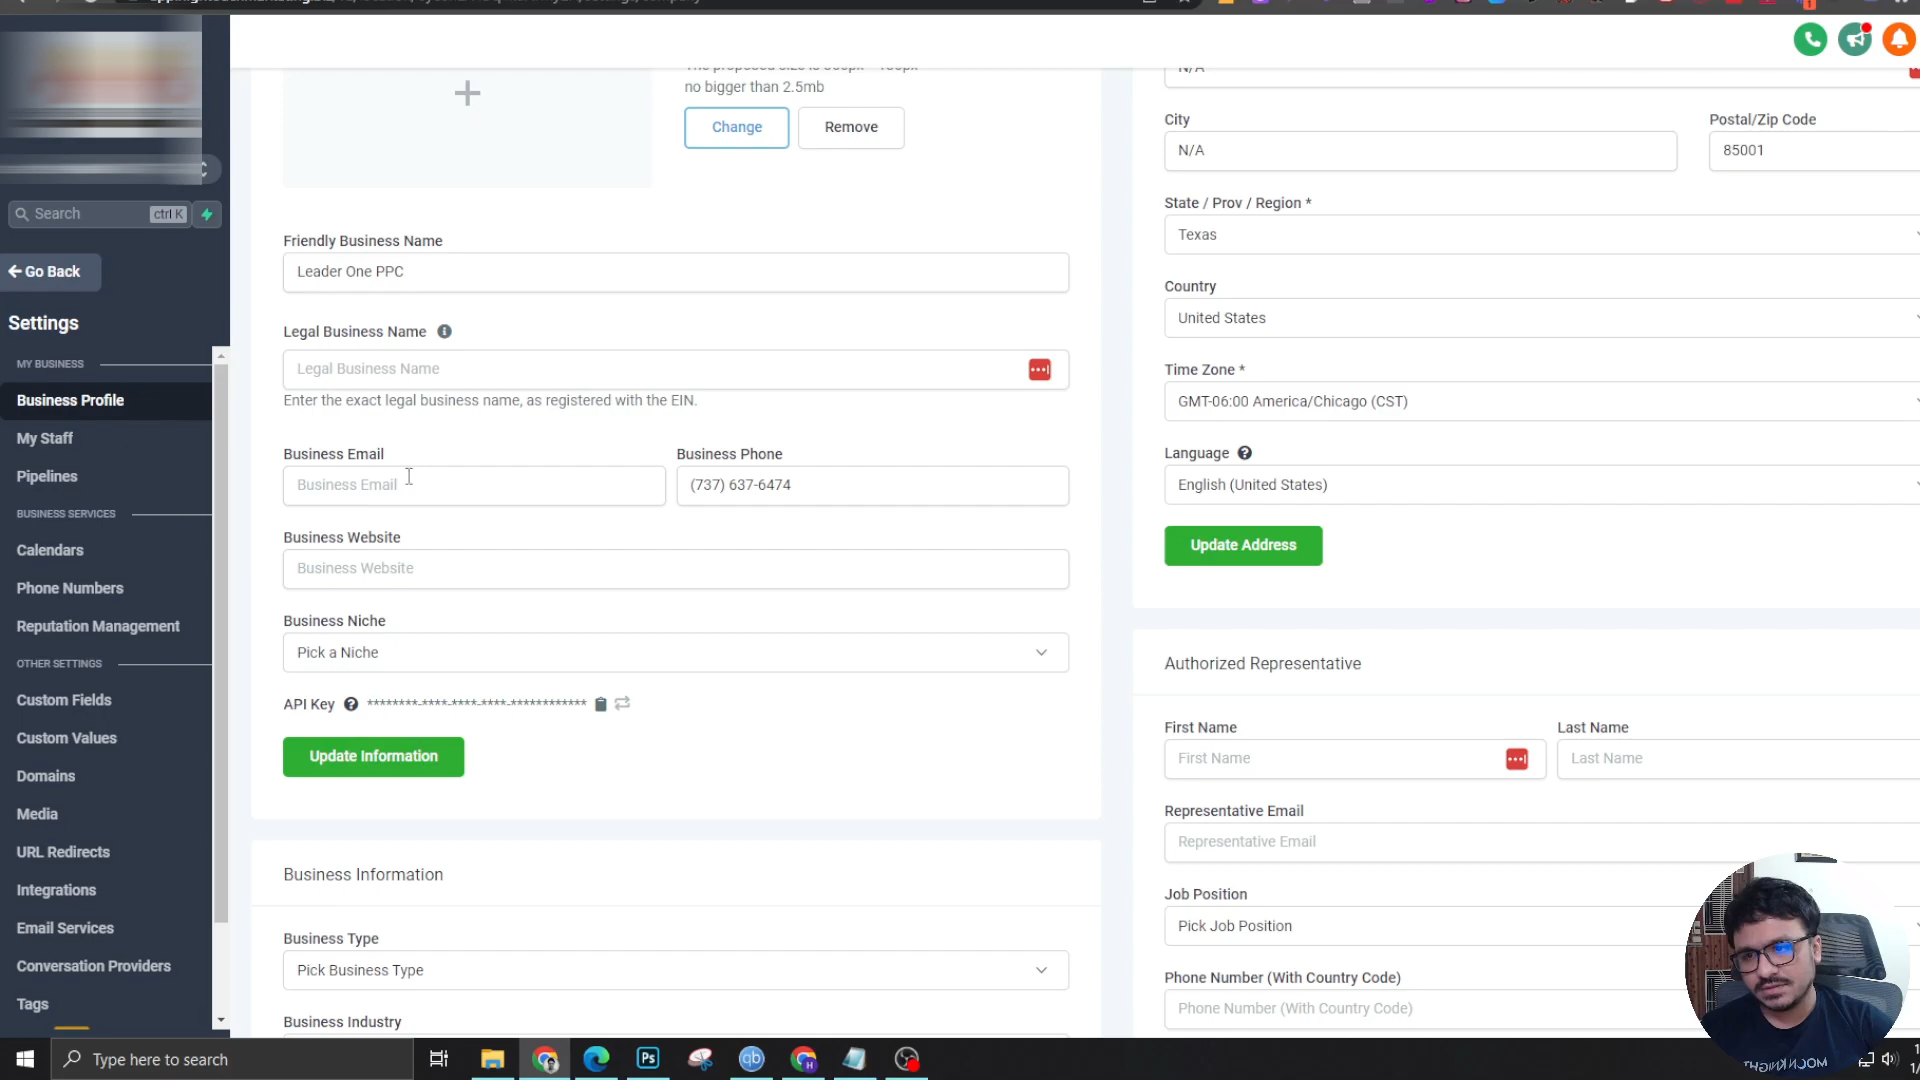 no bigger than 2.5mb
Change
Remove
Friendly Business Name
Leader One PPC
Legal Business Name
Legal Business Name
Enter the exact legal business name, as registered with the EIN.
Business Email
Business Phone
Business Email
(737) 637-6474
Business Website
Business Website
Business Niche
Pick a Niche
API Key ********-****-****-****-************
Update Information
Business Information
Business Type
Pick Business Type
Business Industry
N/A
City
Postal/Zip Code
N/A
85001
State / Prov / Region *
Texas
Country
United States
Time Zone *
GMT-06:00 America/Chicago (CST)
Language
English (United States)
Update Address
Authorized Representative
First Name
Last Name
First Name
Last Name
Representative Email
Representative Email
Job Position
Pick Job Position
Phone Number (With Country Code)
Phone Number (With Country Code)
Search
ctrl K
Go Back
Settings
MY BUSINESS
Business Profile
My Staff
Pipelines
BUSINESS SERVICES
Calendars
Phone Numbers
Reputation Management
OTHER SETTINGS
Custom Fields
Custom Values
Domains
Media
URL Redirects
Integrations
Email Services
Conversation Providers
Tags
Type here to search
Ps
qb
H